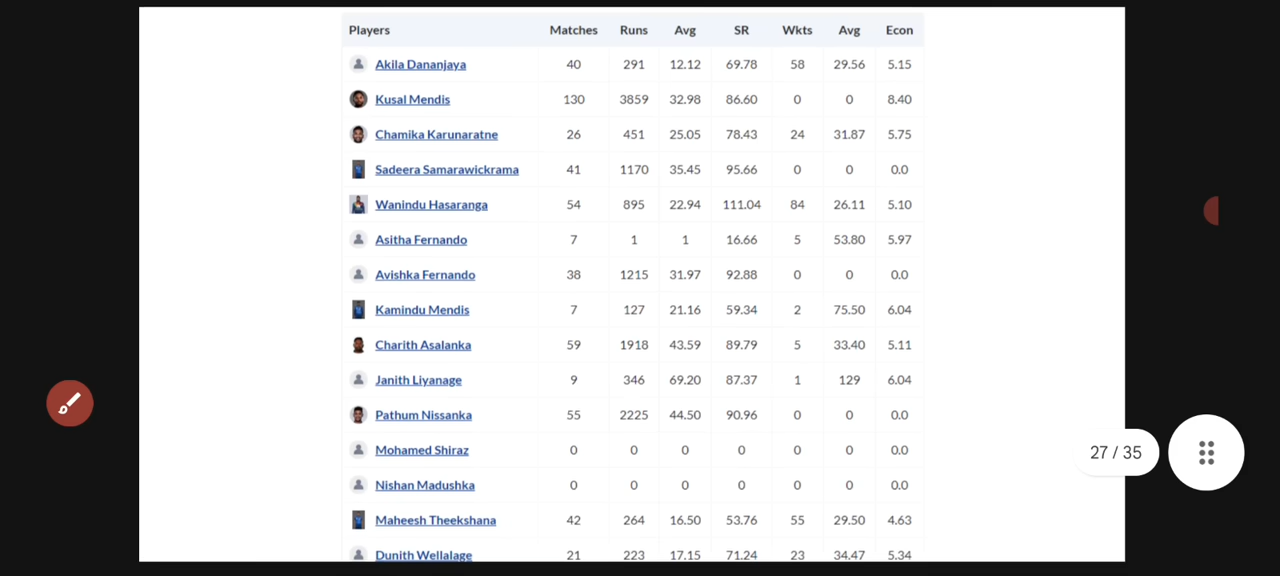 Players Matches Runs Avg SR Wkts Avg Econ
Akila Dananjaya 40 291 12.12 69.78 58 29.56 5.15
Kusal Mendis 130 3859 32.98 86.60 0 0 8.40
Chamika Karunaratne 26 451 25.05 78.43 24 31.87 5.75
Sadeera Samarawickrama 41 1170 35.45 95.66 0 0 0.0
Wanindu Hasaranga 54 895 22.94 111.04 84 26.11 5.10
Asitha Fernando 7 1 1 16.66 5 53.80 5.97
Avishka Fernando 38 1215 31.97 92.88 0 0 0.0
Kamindu Mendis 7 127 21.16 59.34 2 75.50 6.04
Charith Asalanka 59 1918 43.59 89.79 5 33.40 5.11
Janith Liyanage 9 346 69.20 87.37 1 129 6.04
Pathum Nissanka 55 2225 44.50 90.96 0 0 0.0
Mohamed Shiraz 0 0 0 0 0 0 0.0
27 / 35
Nishan Madushka 0 0 0 0 0 0 0.0
Maheesh Theekshana 42 264 16.50 53.76 55 29.50 4.63
Dunith Wellalage 21 223 17.15 71.24 23 34.47 5.34